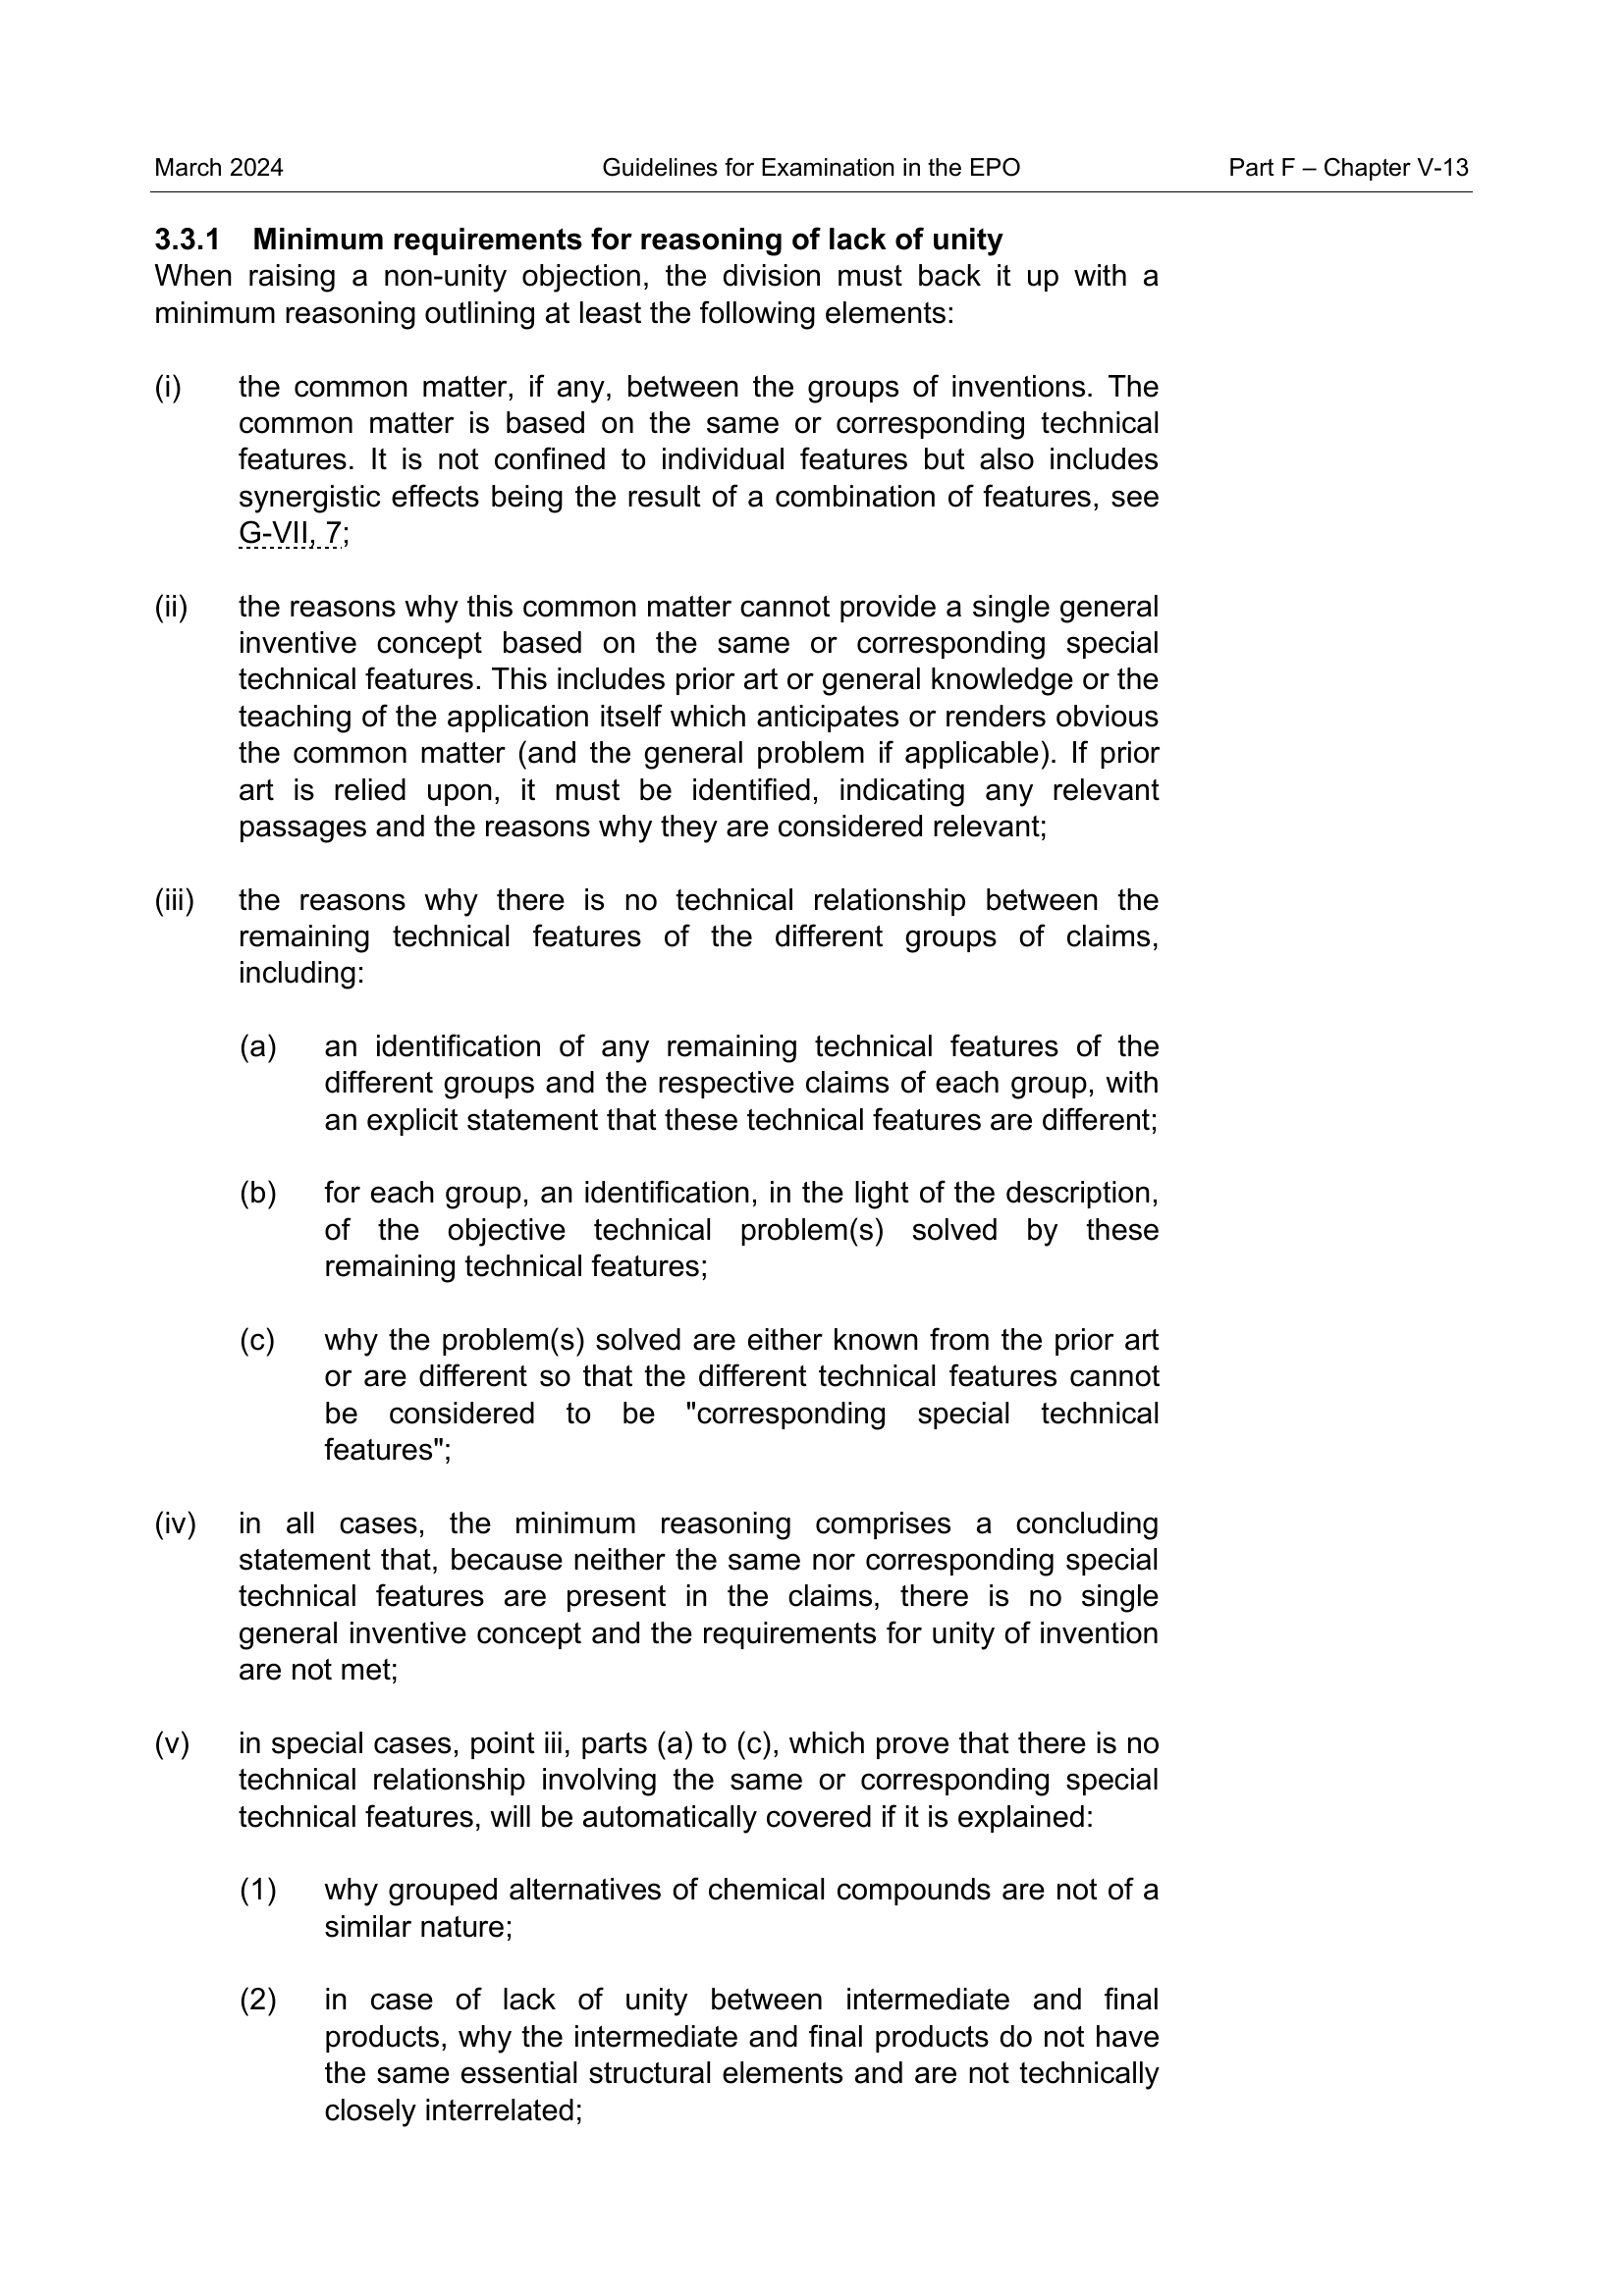 March 2024 Guidelines for Examination in the EPO Part F – Chapter V-13
3.3.1 Minimum requirements for reasoning of lack of unity
When raising a non-unity objection, the division must back it up with a
minimum reasoning outlining at least the following elements:
(i) the common matter, if any, between the groups of inventions. The
common matter is based on the same or corresponding technical
features. It is not confined to individual features but also includes
synergistic effects being the result of a combination of features, see
G-VII, 7;
(ii) the reasons why this common matter cannot provide a single general
inventive concept based on the same or corresponding special
technical features. This includes prior art or general knowledge or the
teaching of the application itself which anticipates or renders obvious
the common matter (and the general problem if applicable). If prior
art is relied upon, it must be identified, indicating any relevant
passages and the reasons why they are considered relevant;
(iii) the reasons why there is no technical relationship between the
remaining technical features of the different groups of claims,
including:
(a) an identification of any remaining technical features of the
different groups and the respective claims of each group, with
an explicit statement that these technical features are different;
(b) for each group, an identification, in the light of the description,
of the objective technical problem(s) solved by these
remaining technical features;
(c) why the problem(s) solved are either known from the prior art
or are different so that the different technical features cannot
be considered to be "corresponding special technical
features";
(iv) in all cases, the minimum reasoning comprises a concluding
statement that, because neither the same nor corresponding special
technical features are present in the claims, there is no single
general inventive concept and the requirements for unity of invention
are not met;
(v) in special cases, point iii, parts (a) to (c), which prove that there is no
technical relationship involving the same or corresponding special
technical features, will be automatically covered if it is explained:
(1) why grouped alternatives of chemical compounds are not of a
similar nature;
(2) in case of lack of unity between intermediate and final
products, why the intermediate and final products do not have
the same essential structural elements and are not technically
closely interrelated;